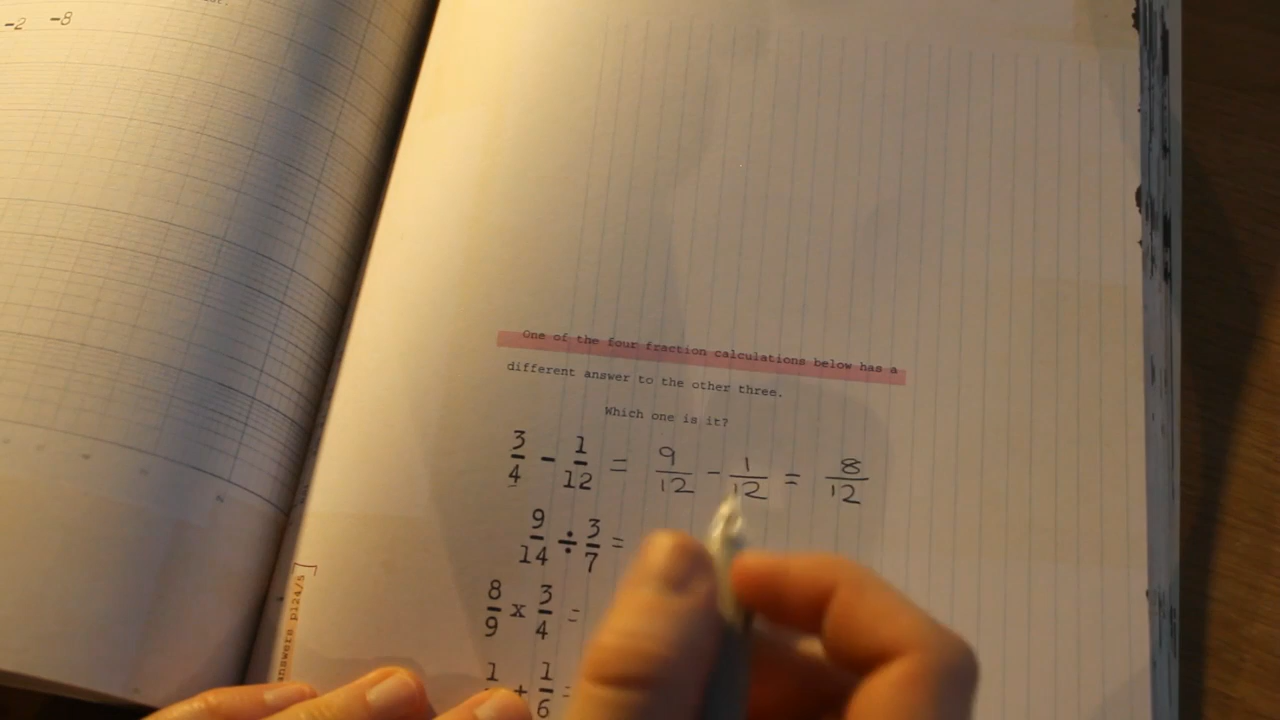 -2 -8
One of the four fraction calculations below has a
different answer to the other three.
Which one is it?
3/4 - 1/12 = 9/12 - 1/12 = 8/12
9/14 ÷ 3/7 =
8/9 x 3/4 =
1 + 1/6 =
answers p124/5